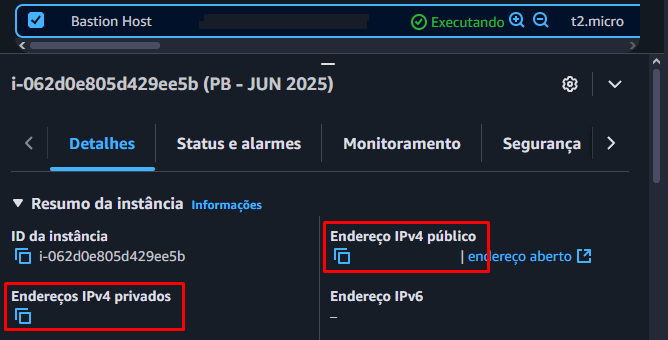 Bastion Host Executando t2.micro
i-062d0e805d429ee5b (PB - JUN 2025)
Detalhes Status e alarmes Monitoramento Segurança
Resumo da instância Informações
ID da instância
i-062d0e805d429ee5b
Endereço IPv4 público
| endereço aberto
Endereços IPv4 privados
Endereço IPv6
–